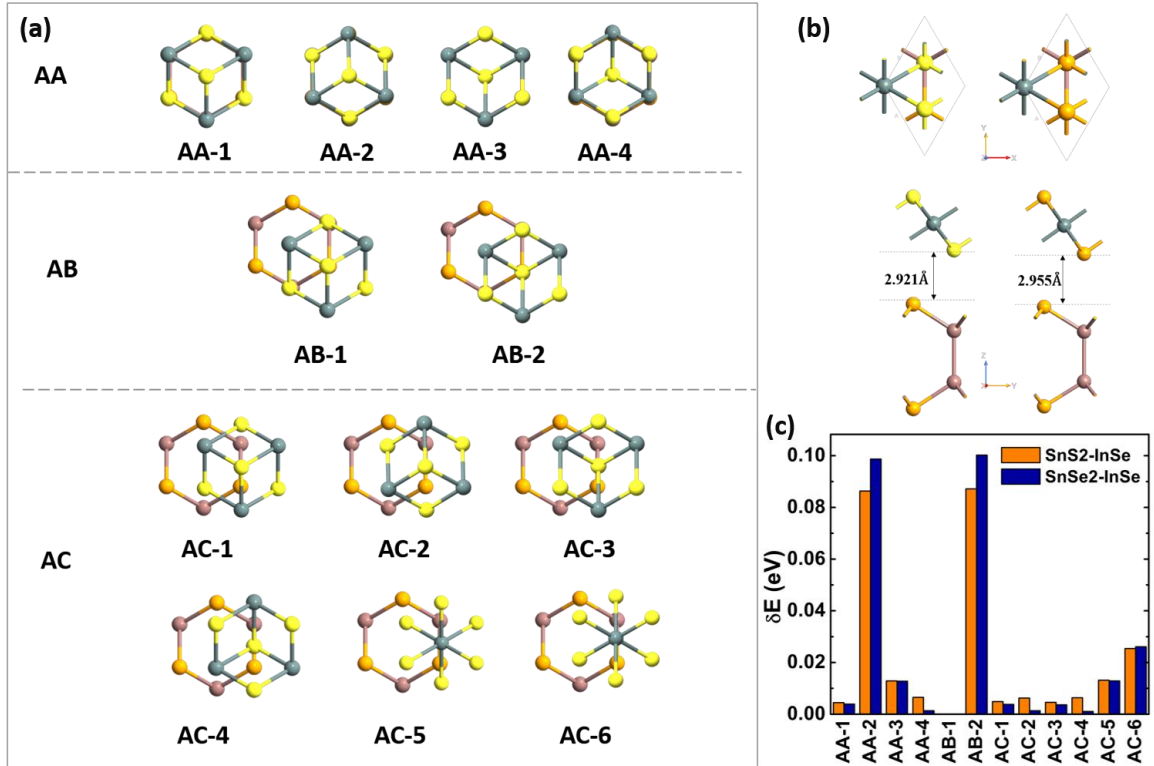 (a)
AA
AA-1
AA-2
AA-3
AA-4
AB
AB-1
AB-2
AC
AC-1
AC-2
AC-3
AC-4
AC-5
AC-6
(b)
Y
Z
X
Y
Z
X
2.921Å
2.955Å
Z
X
Y
Z
X
Y
(c)
SnS2-InSe
SnSe2-InSe
δE (eV)
0.10
0.08
0.06
0.04
0.02
0.00
AA-1
AA-2
AA-3
AA-4
AB-1
AB-2
AC-1
AC-2
AC-3
AC-4
AC-5
AC-6